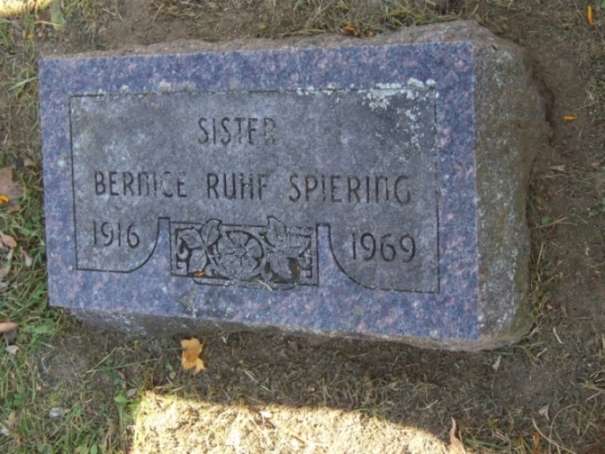 SISTER
BERNICE RUHF SPIERING
1916 1969